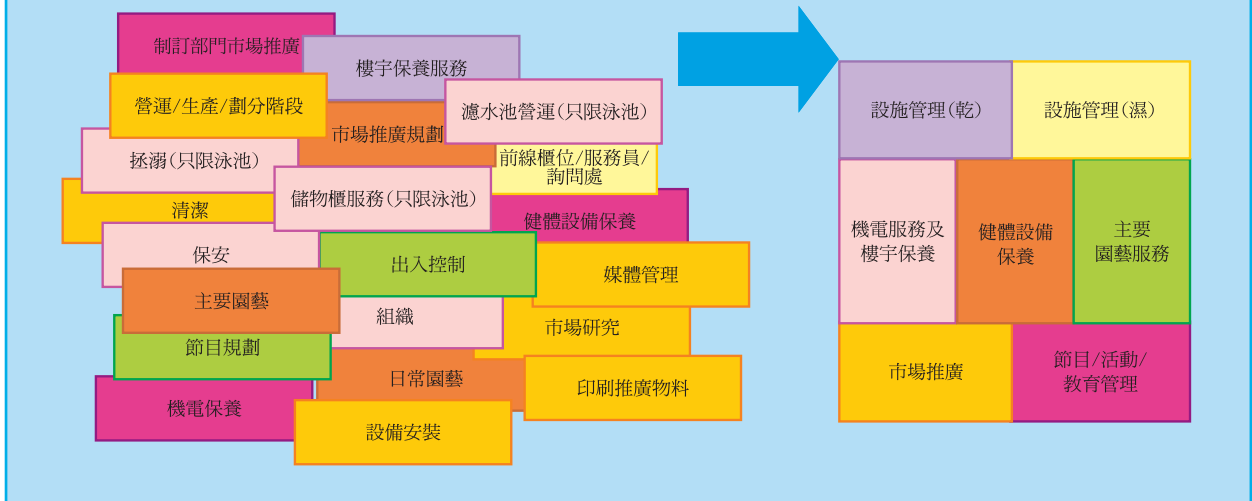 制訂部門市場推廣
樓宇保養服務
營運/生產/劃分階段
濾水池營運(只限泳池)
市場推廣規劃
拯溺(只限泳池)
前線櫃位/服務員/
詢問處
儲物櫃服務(只限泳池)
清潔
健體設備保養
保安
出入控制
媒體管理
主要園藝
組織
市場研究
節目規劃
日常園藝
印刷推廣物料
機電保養
設備安裝
設施管理(乾)
設施管理(濕)
機電服務及
樓宇保養
健體設備
保養
主要
園藝服務
市場推廣
節目/活動/
教育管理